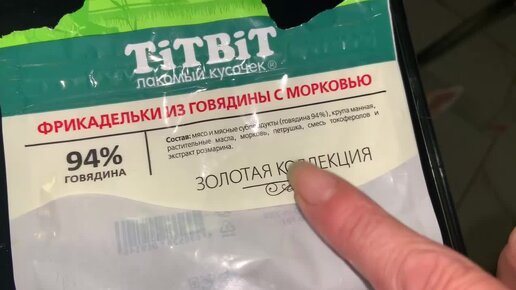 TiTBiT
лакомый кусочек®
ФРИКАДЕЛЬКИ ИЗ ГОВЯДИНЫ С МОРКОВЬЮ
94%
ГОВЯДИНА
Состав: мясо и мясные субпродукты (говядина 94%), крупа манная,
растительные масла, морковь, петрушка, смесь токоферолов и
экстракт розмарина.
ЗОЛОТАЯ КОЛЛЕКЦИЯ